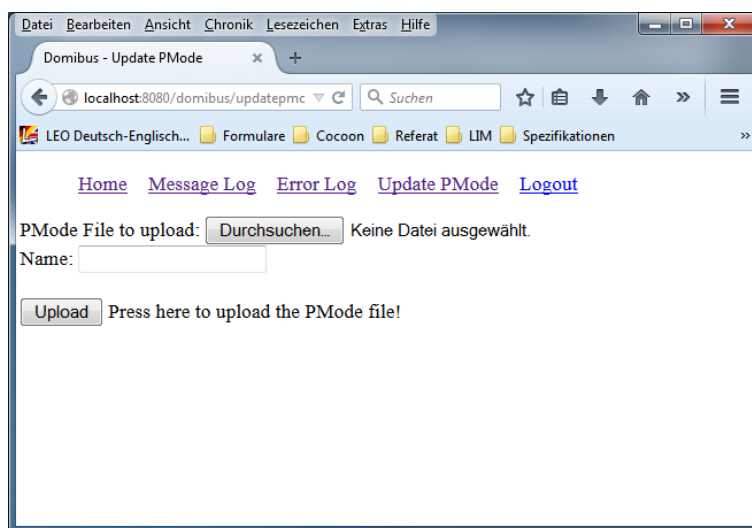 Datei Bearbeiten Ansicht Chronik Lesezeichen Extras Hilfe
Domibus - Update PMode
localhost:8080/domibus/updatepmc Suchen
LEO Deutsch-Englisch... Formulare Cocoon Referat LIM Spezifikationen
Home Message Log Error Log Update PMode Logout
PMode File to upload: Durchsuchen... Keine Datei ausgewählt.
Name:
Upload Press here to upload the PMode file!